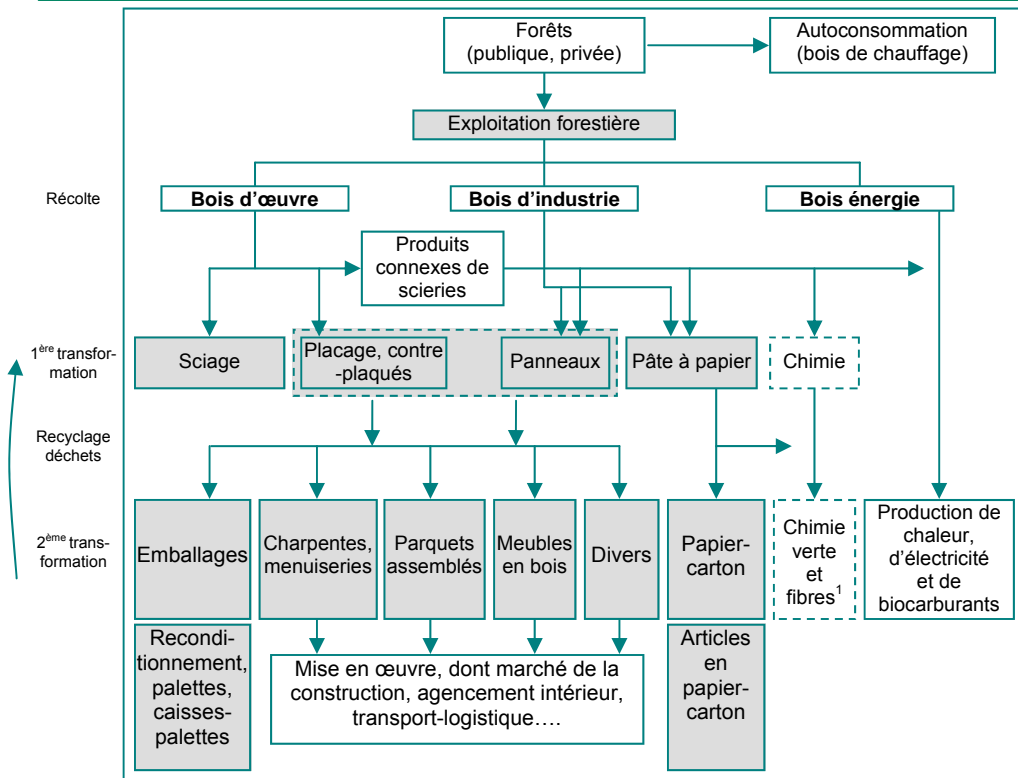 Forêts
(publique, privée)
Autoconsommation
(bois de chauffage)
Exploitation forestière
Récolte
Bois d’œuvre
Bois d’industrie
Bois énergie
Produits
connexes de
scieries
1ère transfor-
mation
Sciage
Placage, contre
-plaqués
Panneaux
Pâte à papier
Chimie
Recyclage
déchets
2ème trans-
formation
Emballages
Charpentes,
menuiseries
Parquets
assemblés
Meubles
en bois
Divers
Papier-
carton
Chimie
verte
et
fibres1
Production de
chaleur,
d’électricité
et de
biocarburants
Recondi-
tionnement,
palettes,
caisses-
palettes
Mise en œuvre, dont marché de la
construction, agencement intérieur,
transport-logistique….
Articles
en
papier-
carton